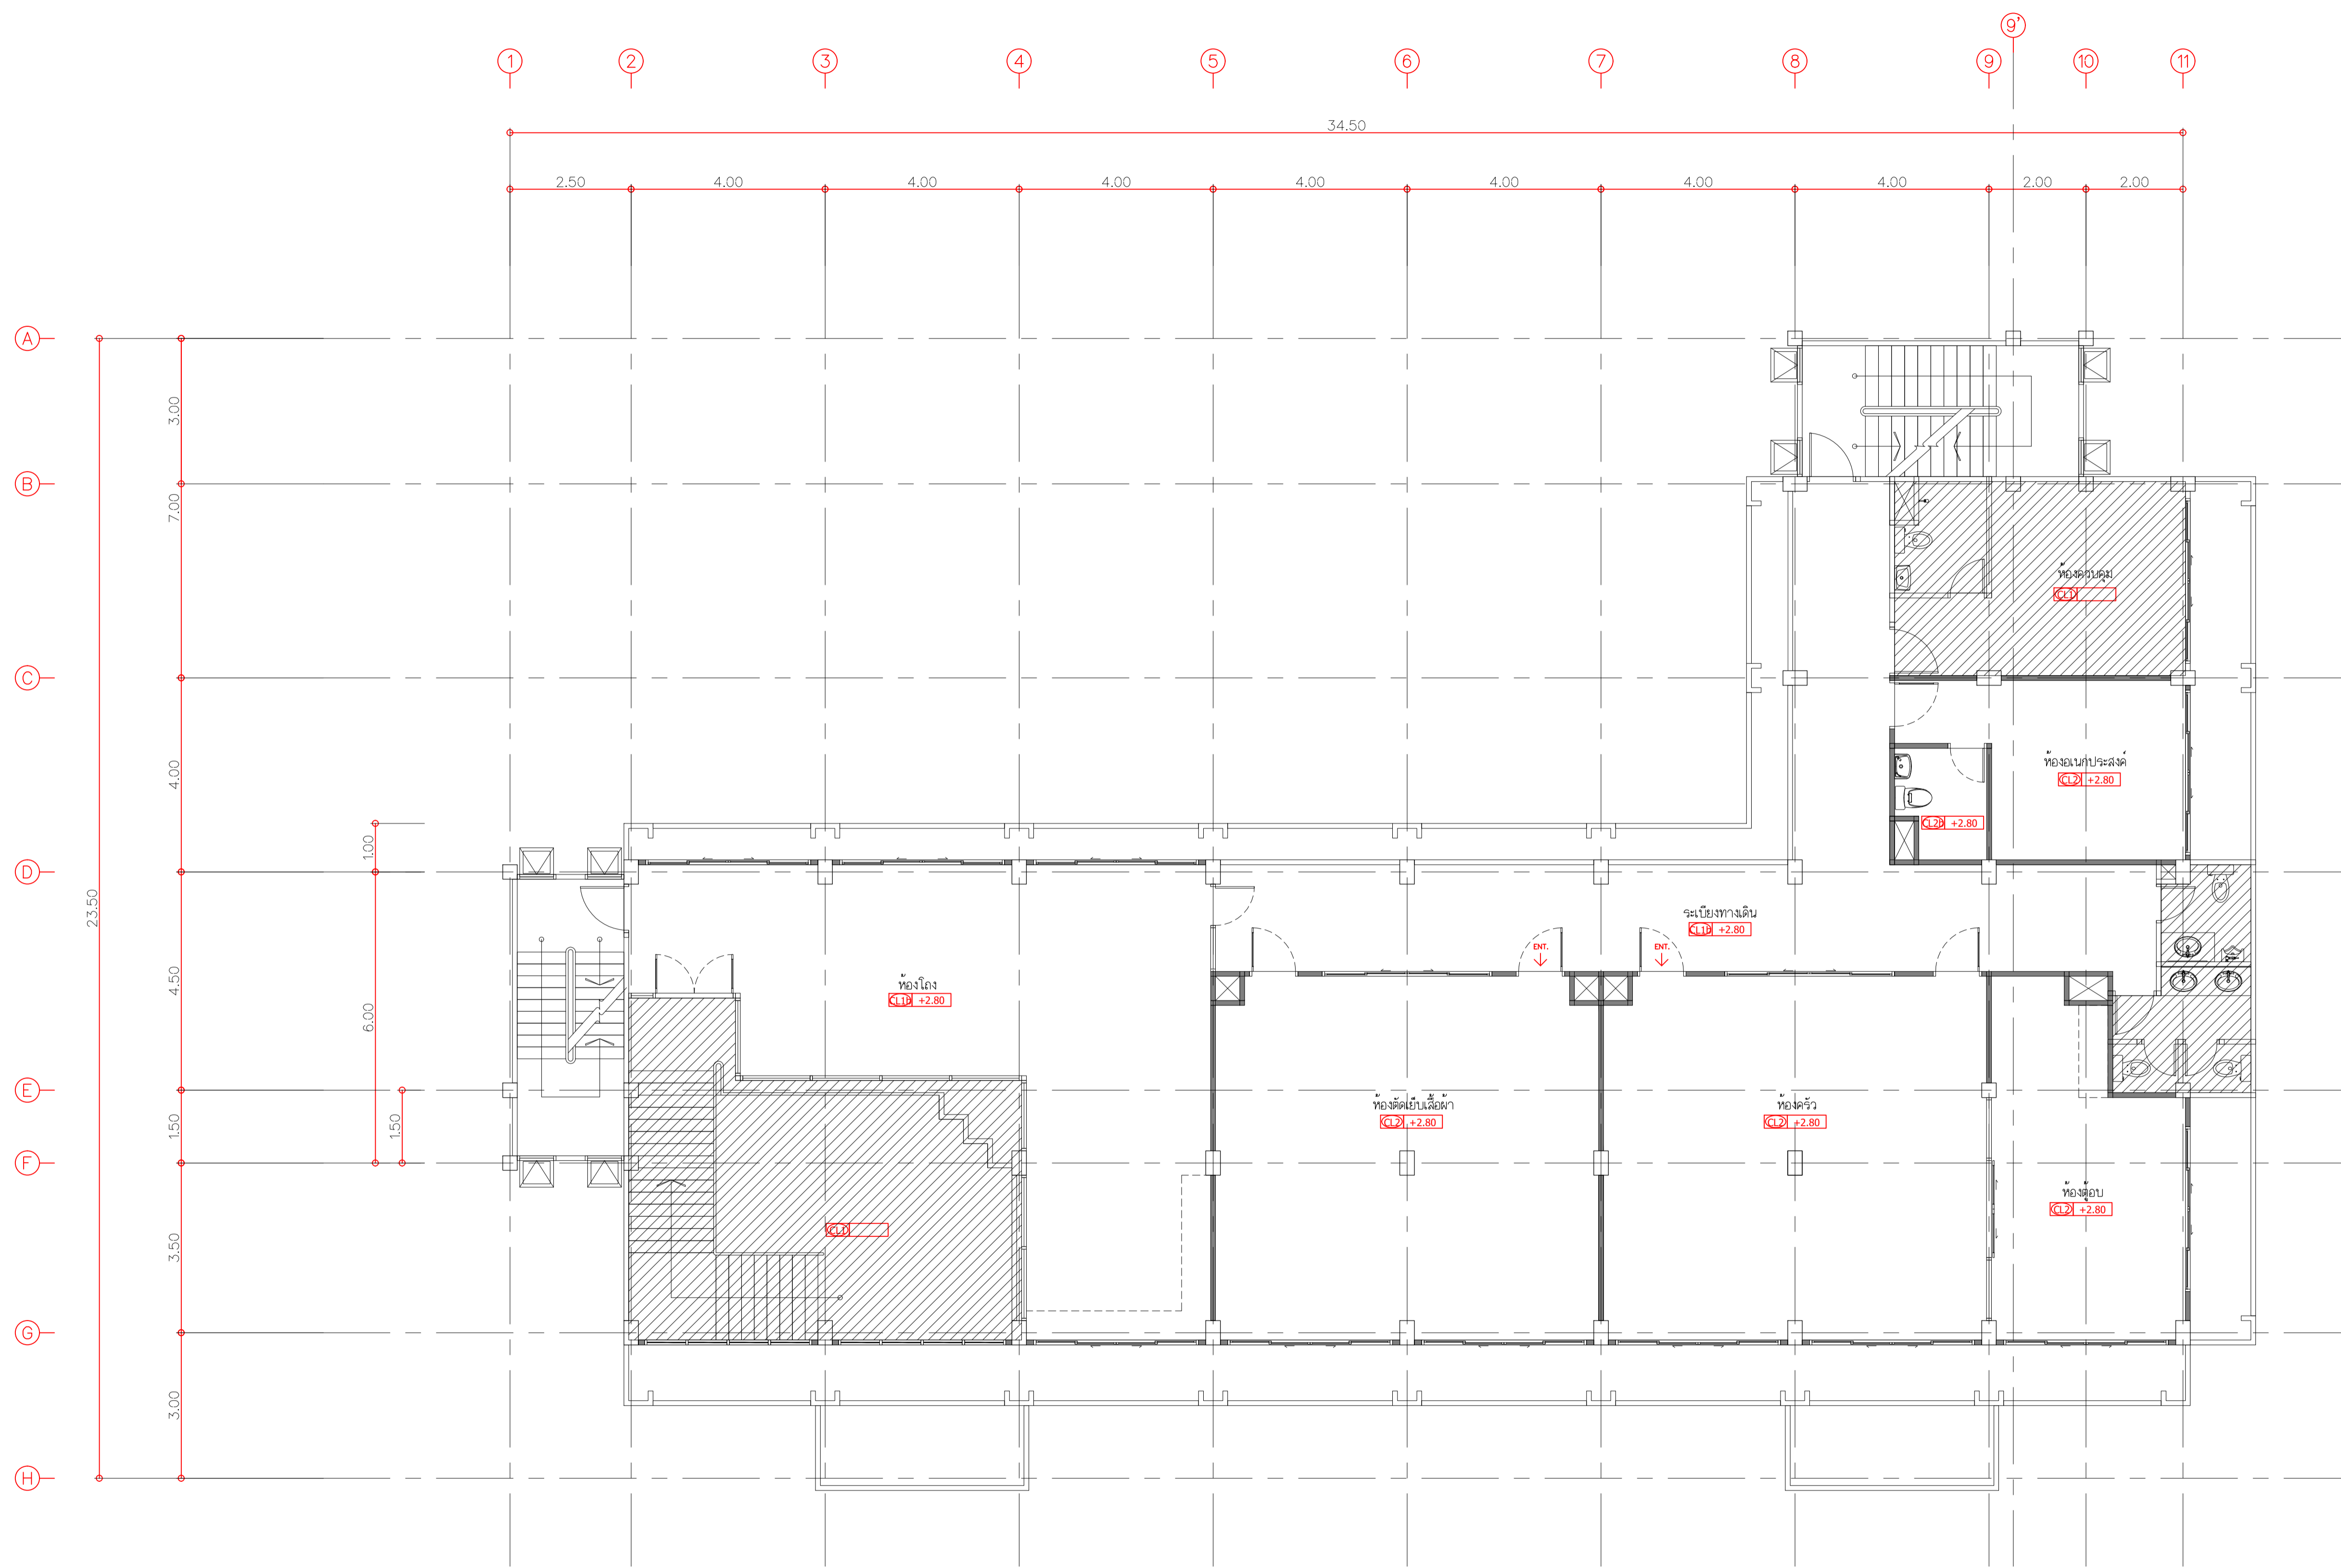 9'
1 2 3 4 5 6 7 8 9 10 11
34.50
2.50 4.00 4.00 4.00 4.00 4.00 4.00 4.00 2.00 2.00
A
3.00
B
7.00
ห้องควบคุม
CL1
C
4.00
ห้องอเนกประสงค์
CL2 +2.80
CL2b +2.80
1.00
D
23.50
ระเบียงทางเดิน
CL1b +2.80
ENT. ENT.
4.50
6.00
ห้องโถง
CL1b +2.80
E
1.50
1.50
ห้องตัดเย็บเสื้อผ้า
CL2 +2.80
ห้องครัว
CL2 +2.80
F
ห้องตู้อบ
CL2 +2.80
3.50
CL1
G
3.00
H